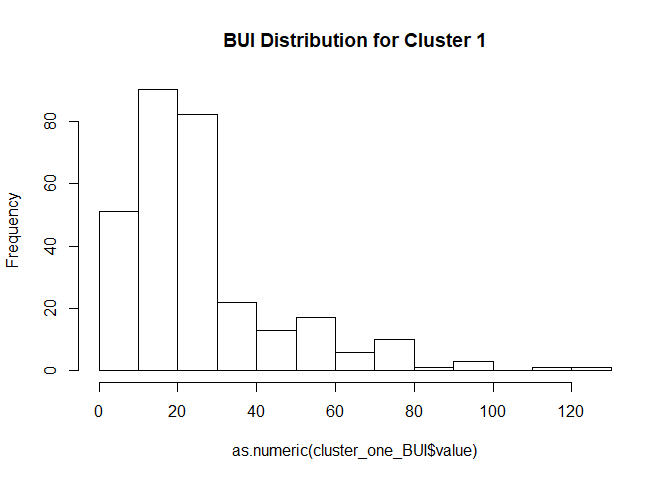 BUI Distribution for Cluster 1
Frequency
80
60
40
20
0
0 20 40 60 80 100 120
as.numeric(cluster_one_BUI$value)